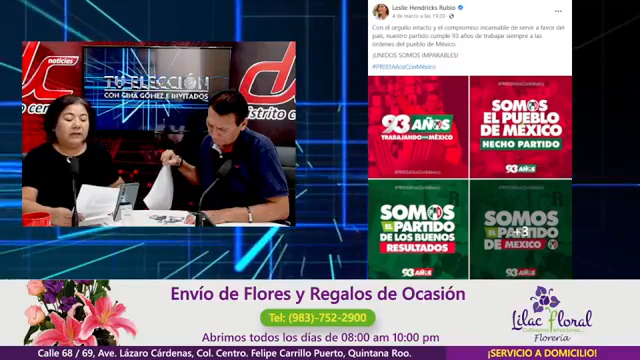 noticias
TU ELECCIÓN
CON GINA GÓMEZ E INVITADOS
distrito
Leslie Hendricks Rubio
4 de marzo a las 19:20
Con el orgullo intacto y el compromiso incansable de servir a favor del
país, nuestro partido cumple 93 años de trabajar siempre a las
órdenes del pueblo de México.
¡UNIDOS SOMOS IMPARABLES!
#PRI93AñosConMéxico
93 AÑOS
TRABAJANDO POR MÉXICO
SOMOS
EL PUEBLO
DE MÉXICO
HECHO PARTIDO
93 AÑOS
SOMOS
EL PARTIDO
DE LOS BUENOS
RESULTADOS
93 AÑOS
SOMOS
EL PARTIDO
DE MÉXICO
+3
93 AÑOS
Envío de Flores y Regalos de Ocasión
Tel: (983)-752-2900
Abrimos todos los dias de 08:00 am 10:00 pm
Lilac Floral
Florería
Calle 68 / 69, Ave. Lázaro Cárdenas, Col. Centro. Felipe Carrillo Puerto, Quintana Roo.
¡SERVICIO A DOMICILIO!